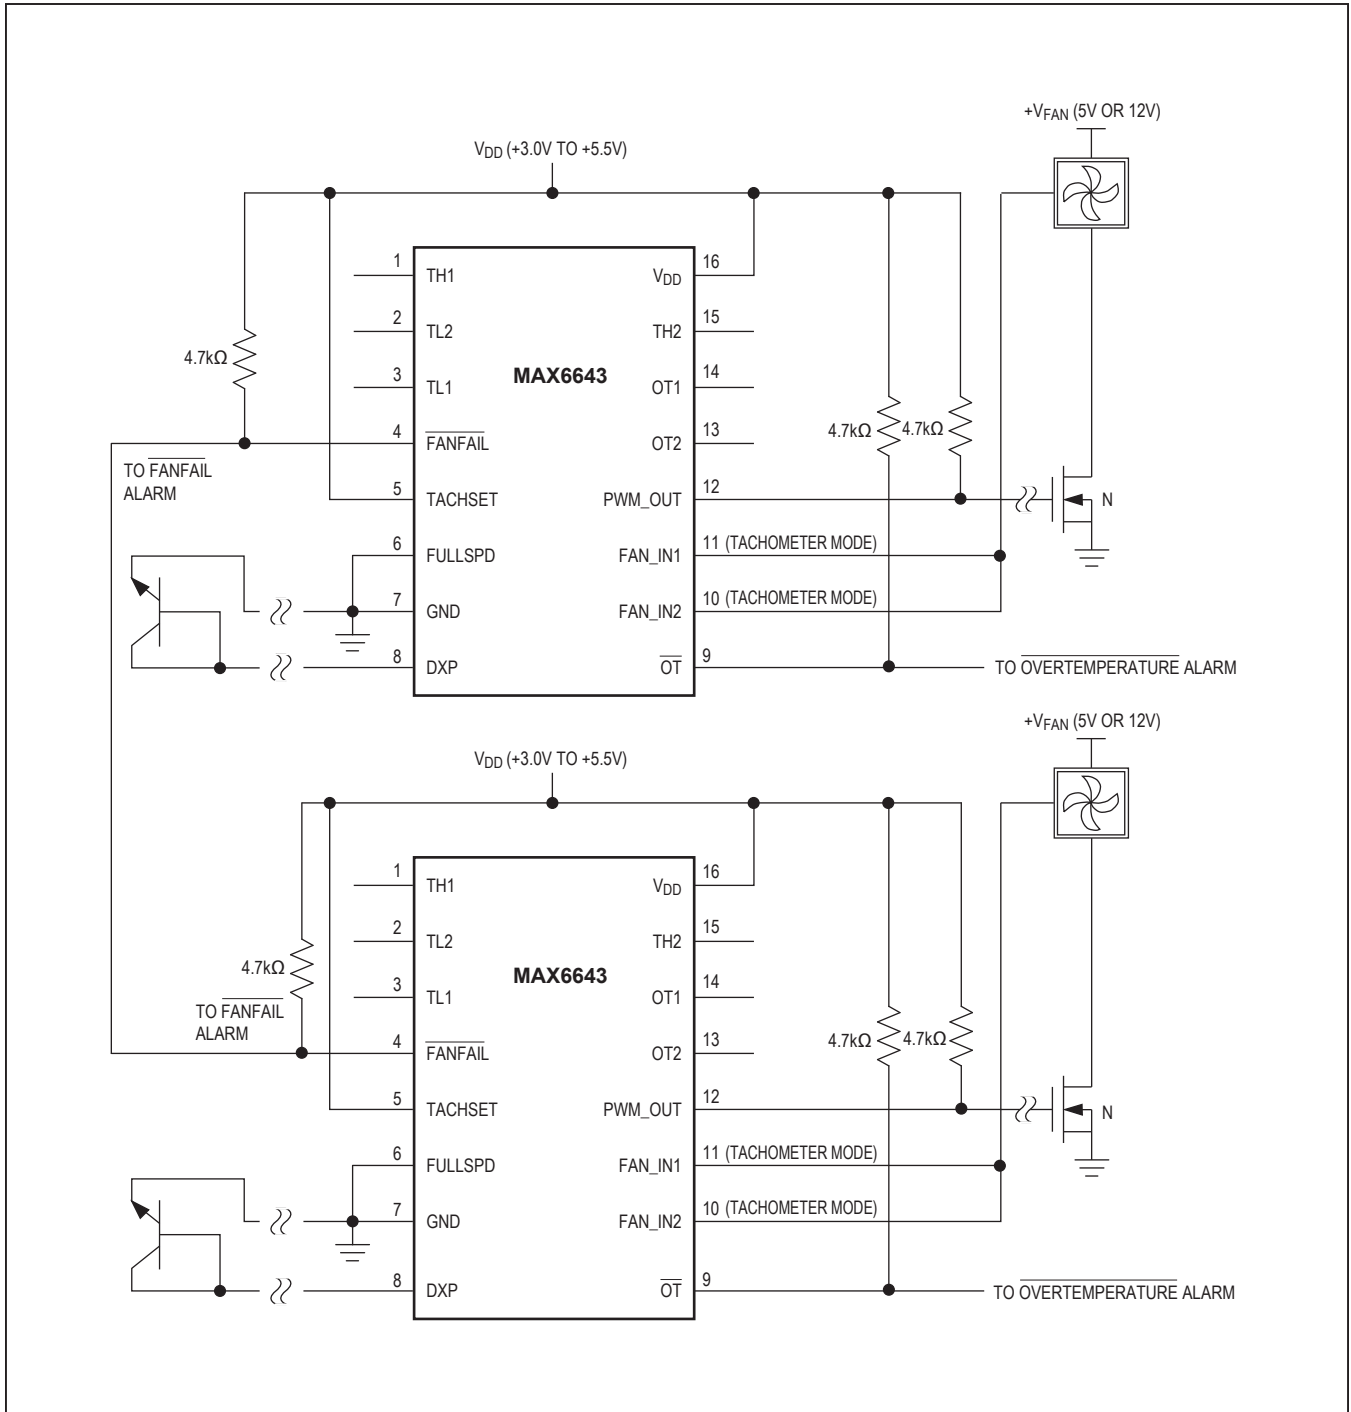 +VFAN (5V OR 12V)
VDD (+3.0V TO +5.5V)
1 TH1 VDD 16
2 TL2 TH2 15
4.7kΩ
3 TL1 MAX6643 OT1 14
4 FANFAIL OT2 13
4.7kΩ 4.7kΩ
TO FANFAIL
ALARM
5 TACHSET PWM_OUT 12 N
6 FULLSPD FAN_IN1 11 (TACHOMETER MODE)
7 GND FAN_IN2 10 (TACHOMETER MODE)
8 DXP OT 9 TO OVERTEMPERATURE ALARM
+VFAN (5V OR 12V)
VDD (+3.0V TO +5.5V)
1 TH1 VDD 16
2 TL2 TH2 15
4.7kΩ MAX6643
3 TL1 OT1 14
TO FANFAIL
ALARM
4 FANFAIL OT2 13
4.7kΩ 4.7kΩ
5 TACHSET PWM_OUT 12 N
6 FULLSPD FAN_IN1 11 (TACHOMETER MODE)
7 GND FAN_IN2 10 (TACHOMETER MODE)
8 DXP OT 9 TO OVERTEMPERATURE ALARM